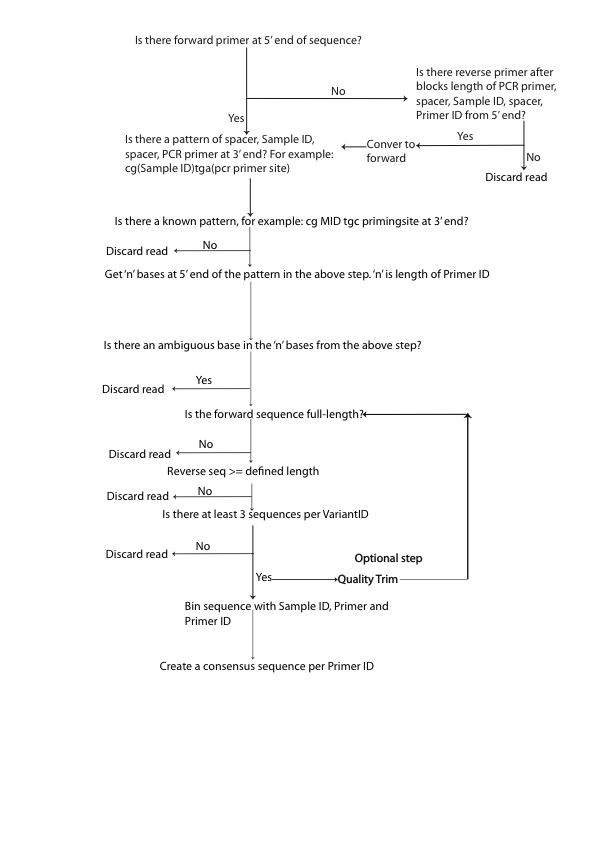 Is there forward primer at 5' end of sequence?
Is there reverse primer after
blocks length of PCR primer,
spacer, Sample ID, spacer,
Primer ID from 5' end?
No
Yes
Is there a pattern of spacer, Sample ID,
spacer, PCR primer at 3' end? For example:
cg(Sample ID)tga(pcr primer site)
Conver to
forward
Yes
No
Discard read
Is there a known pattern, for example: cg MID tgc primingsite at 3' end?
No
Discard read
Get 'n' bases at 5' end of the pattern in the above step. 'n' is length of Primer ID
Is there an ambiguous base in the 'n' bases from the above step?
Yes
Discard read
Is the forward sequence full-length?
No
Discard read
Reverse seq >= defined length
No
Discard read
Is there at least 3 sequences per VariantID
No
Discard read
Optional step
Yes
Quality Trim
Bin sequence with Sample ID, Primer and
Primer ID
Create a consensus sequence per Primer ID